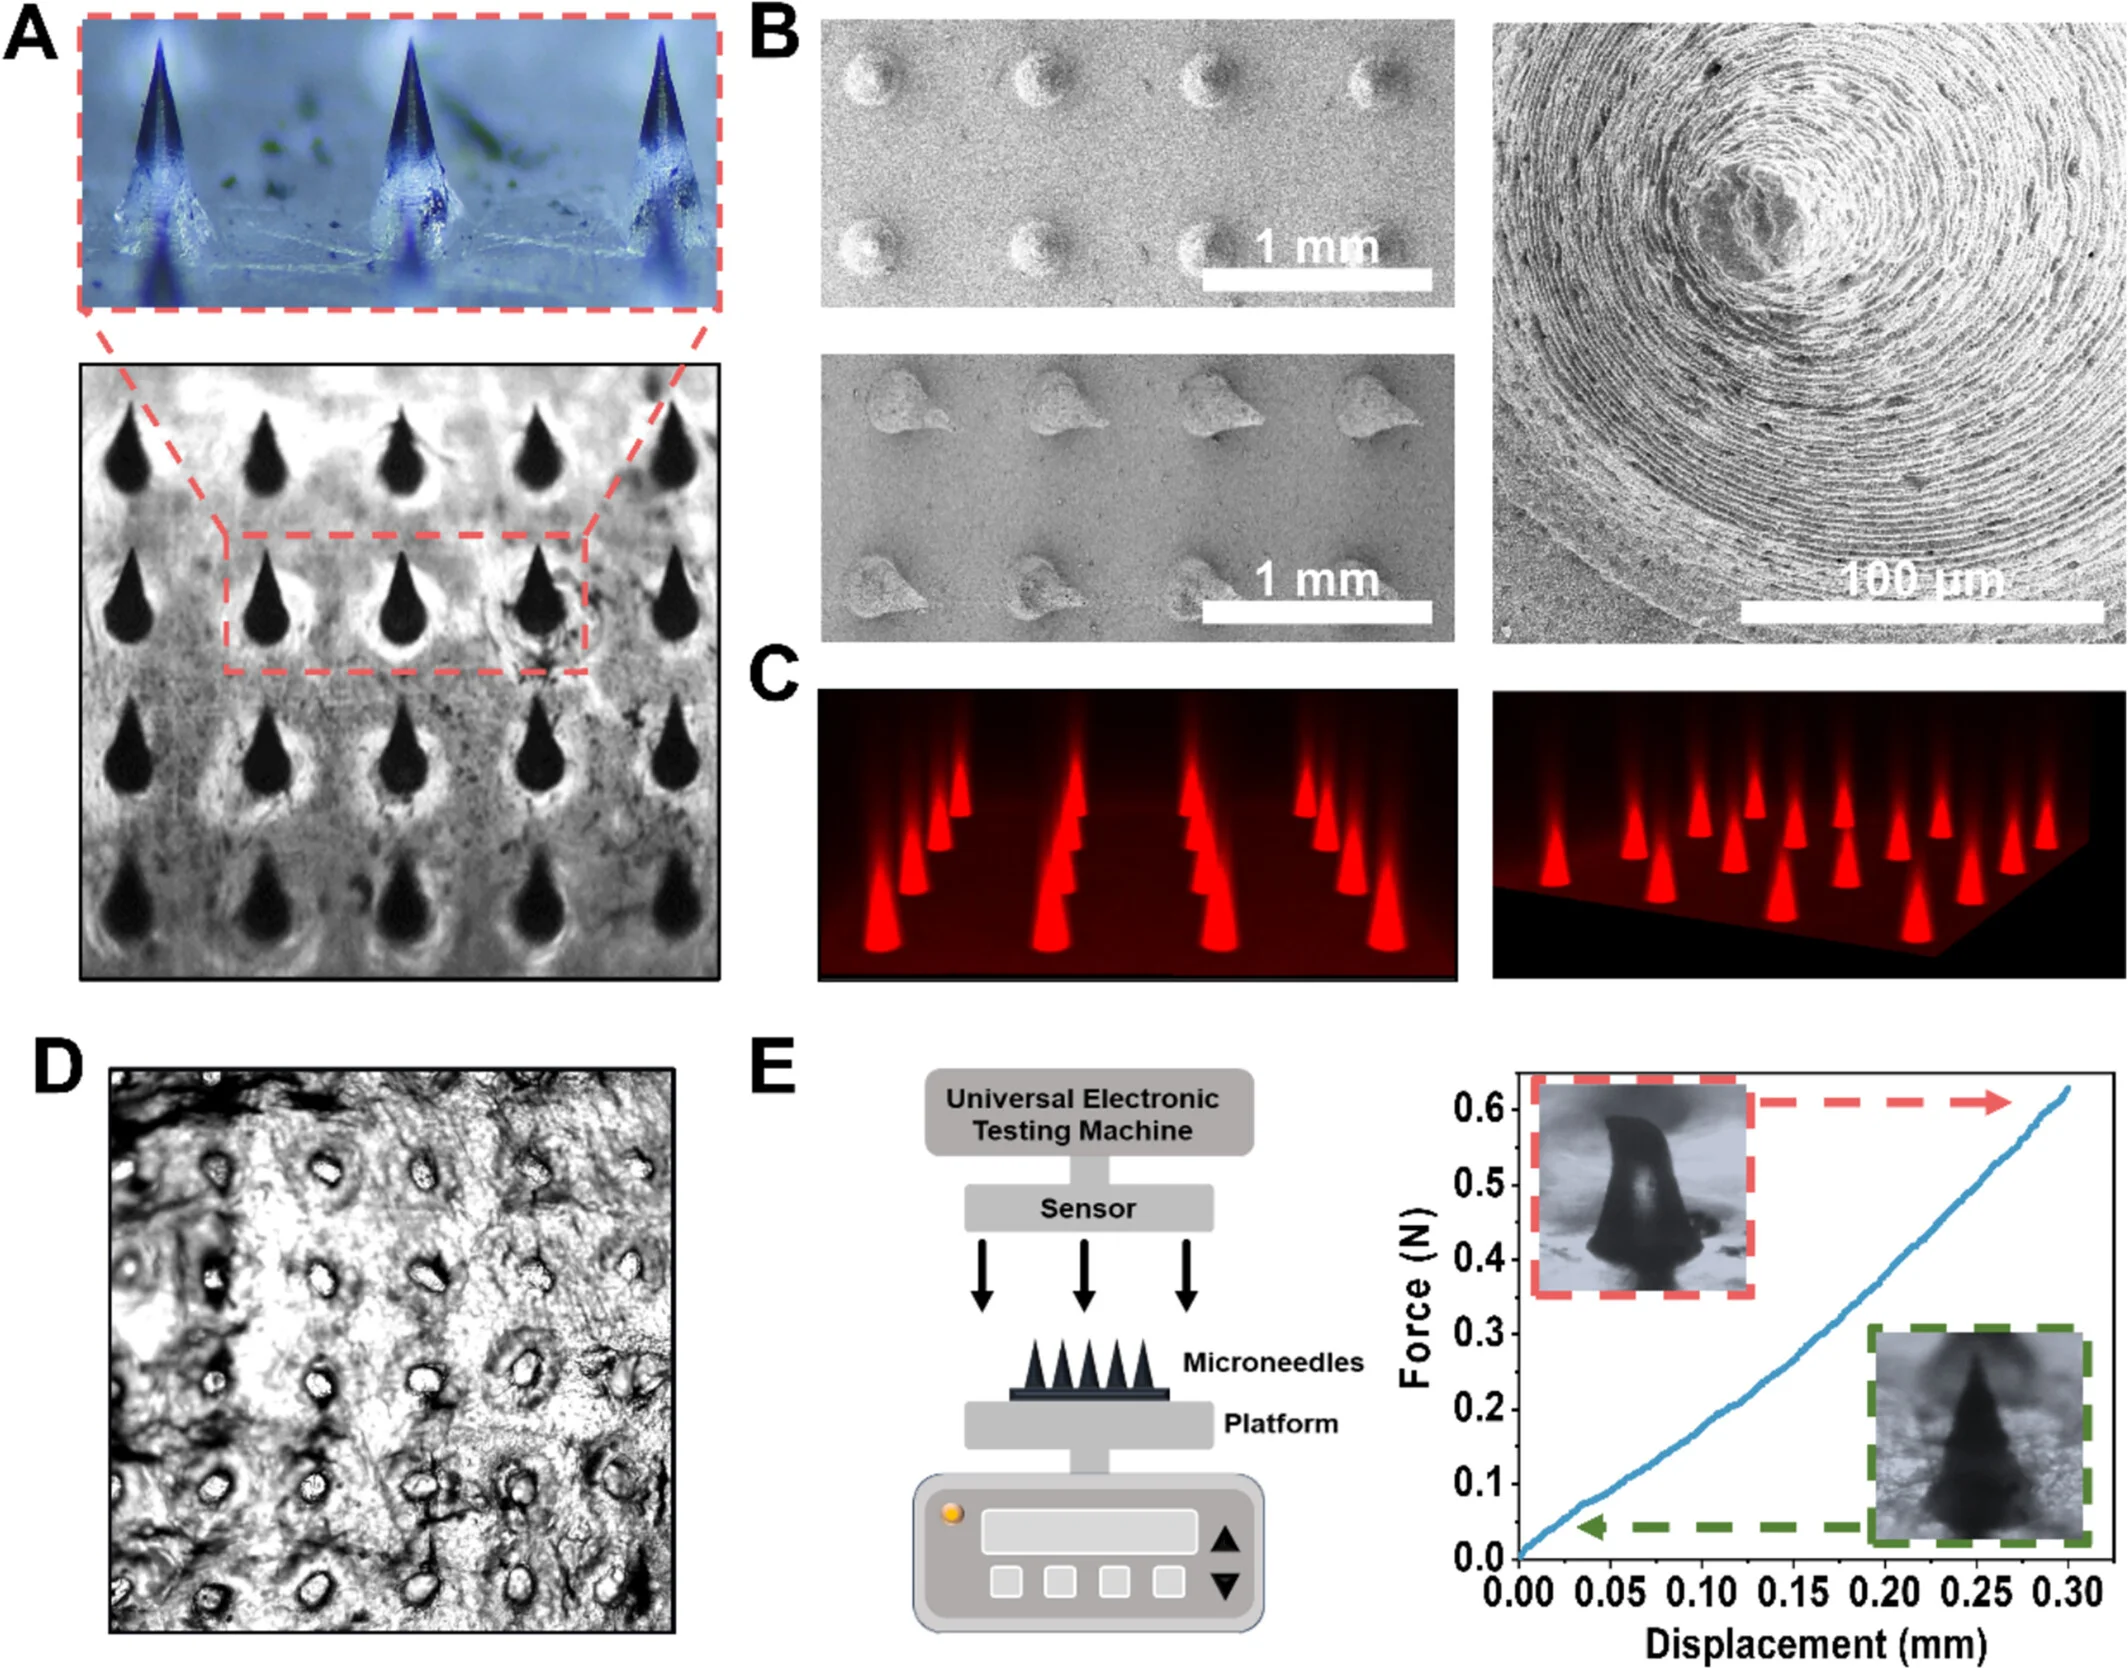 A
B
1 mm
1 mm
100 μm
C
D
E
Universal Electronic
Testing Machine
Sensor
Microneedles
Platform
Force (N)
0.6
0.5
0.4
0.3
0.2
0.1
0.0
0.00 0.05 0.10 0.15 0.20 0.25 0.30
Displacement (mm)